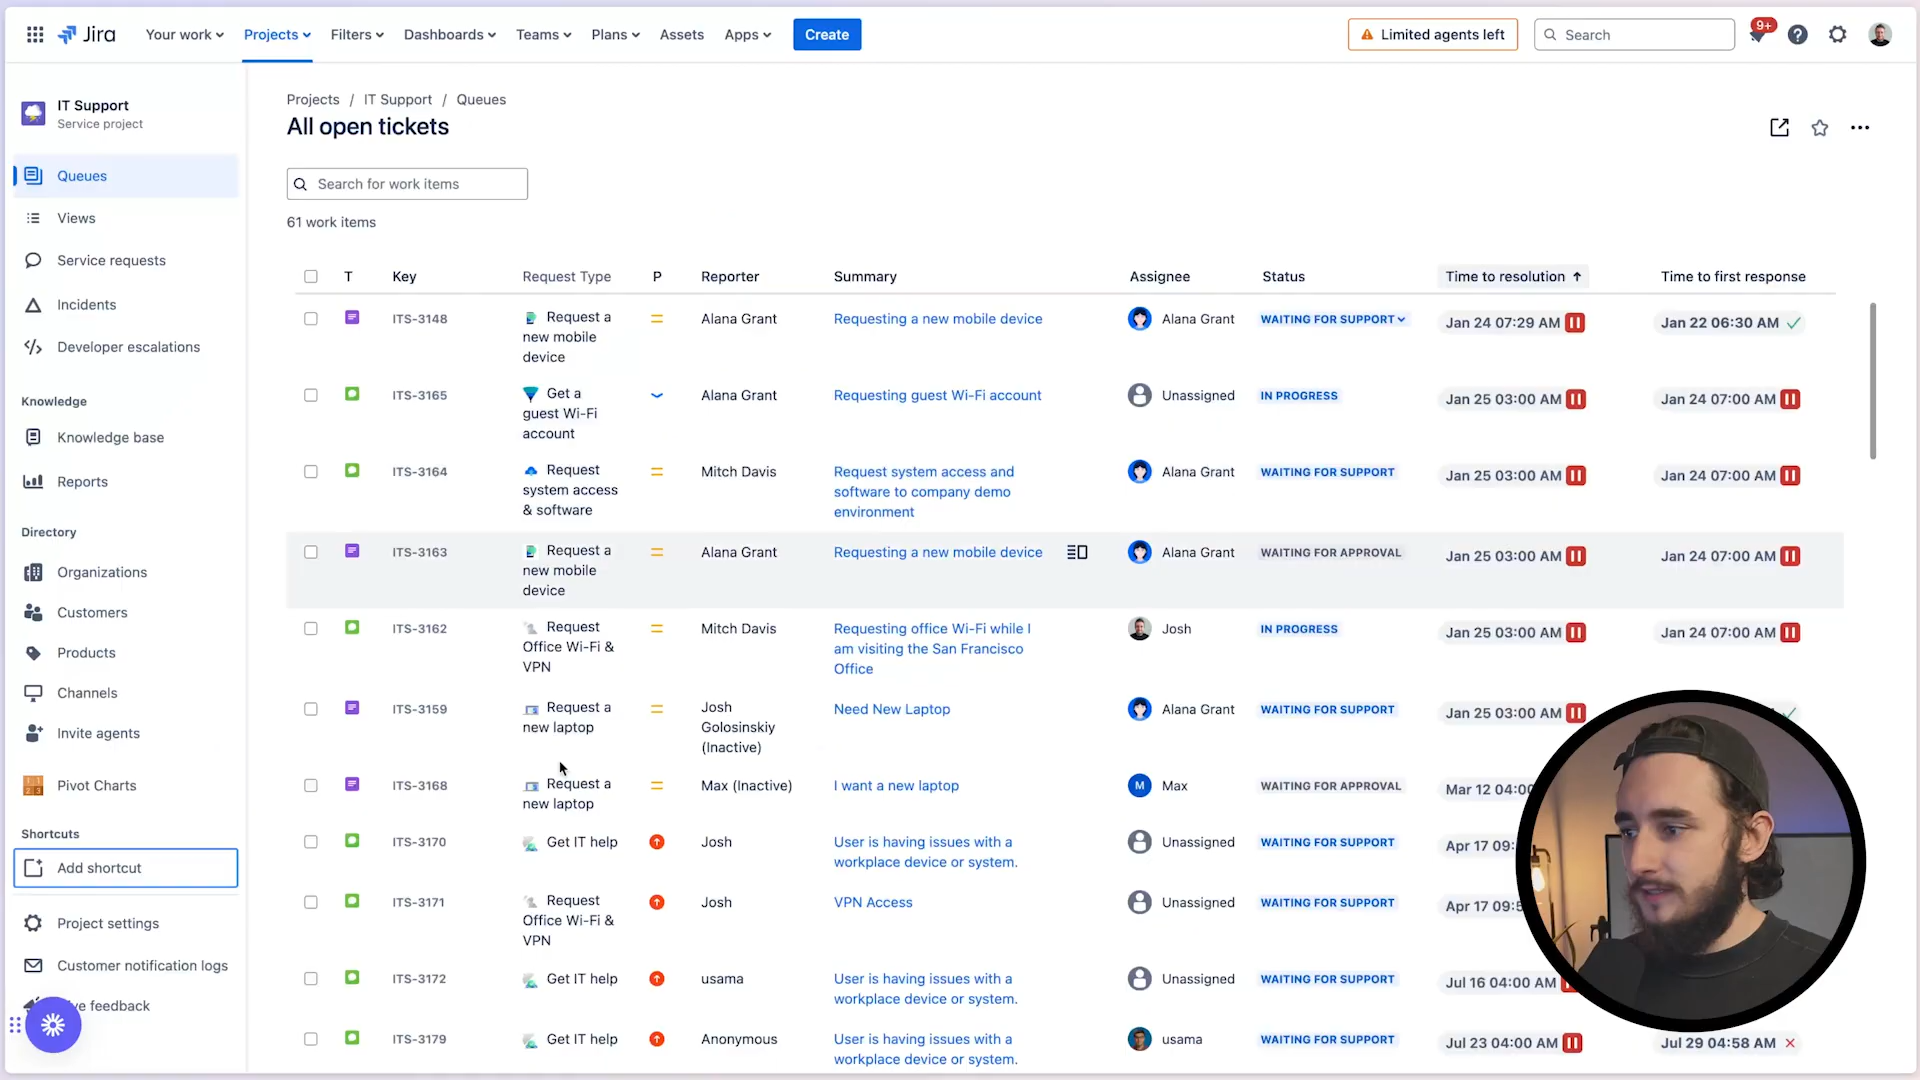 Jira
Your work
Projects
Filters
Dashboards
Teams
Plans
Assets
Apps
Create
Limited agents left
Search
9+
IT Support
Service project
Queues
Views
Service requests
Incidents
Developer escalations
Knowledge
Knowledge base
Reports
Directory
Organizations
Customers
Products
Channels
Invite agents
Pivot Charts
Shortcuts
Add shortcut
Project settings
Customer notification logs
feedback
Projects / IT Support / Queues
All open tickets
Search for work items
61 work items
T Key Request Type P Reporter Summary Assignee Status Time to resolution Time to first response
ITS-3148 Request a Alana Grant Requesting a new mobile device Alana Grant WAITING FOR SUPPORT Jan 24 07:29 AM Jan 22 06:30 AM
new mobile
device
ITS-3165 Get a Alana Grant Requesting guest Wi-Fi account Unassigned IN PROGRESS Jan 25 03:00 AM Jan 24 07:00 AM
guest Wi-Fi
account
ITS-3164 Request Mitch Davis Request system access and Alana Grant WAITING FOR SUPPORT Jan 25 03:00 AM Jan 24 07:00 AM
system access software to company demo
& software environment
ITS-3163 Request a Alana Grant Requesting a new mobile device Alana Grant WAITING FOR APPROVAL Jan 25 03:00 AM Jan 24 07:00 AM
new mobile
device
ITS-3162 Request Mitch Davis Requesting office Wi-Fi while I Josh IN PROGRESS Jan 25 03:00 AM Jan 24 07:00 AM
Office Wi-Fi & am visiting the San Francisco
VPN Office
ITS-3159 Request a Josh Need New Laptop Alana Grant WAITING FOR SUPPORT Jan 25 03:00 AM
new laptop Golosinskiy
(Inactive)
ITS-3168 Request a Max (Inactive) I want a new laptop M Max WAITING FOR APPROVAL Mar 12 04:00
new laptop
ITS-3170 Get IT help Josh User is having issues with a Unassigned WAITING FOR SUPPORT Apr 17 09:
workplace device or system.
ITS-3171 Request Josh VPN Access Unassigned WAITING FOR SUPPORT Apr 17 09:5
Office Wi-Fi &
VPN
ITS-3172 Get IT help usama User is having issues with a Unassigned WAITING FOR SUPPORT Jul 16 04:00 AM
workplace device or system.
ITS-3179 Get IT help Anonymous User is having issues with a usama WAITING FOR SUPPORT Jul 23 04:00 AM Jul 29 04:58 AM
workplace device or system.